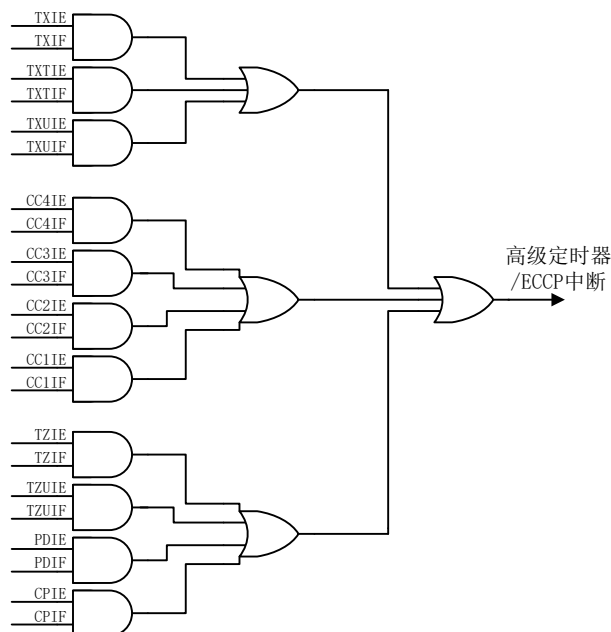 TXIE
TXIF
TXTIE
TXTIF
TXUIE
TXUIF
CC4IE
CC4IF
CC3IE
CC3IF
CC2IE
CC2IF
CC1IE
CC1IF
高级定时器
/ECCP中断
TZIE
TZIF
TZUIE
TZUIF
PDIE
PDIF
CPIE
CPIF